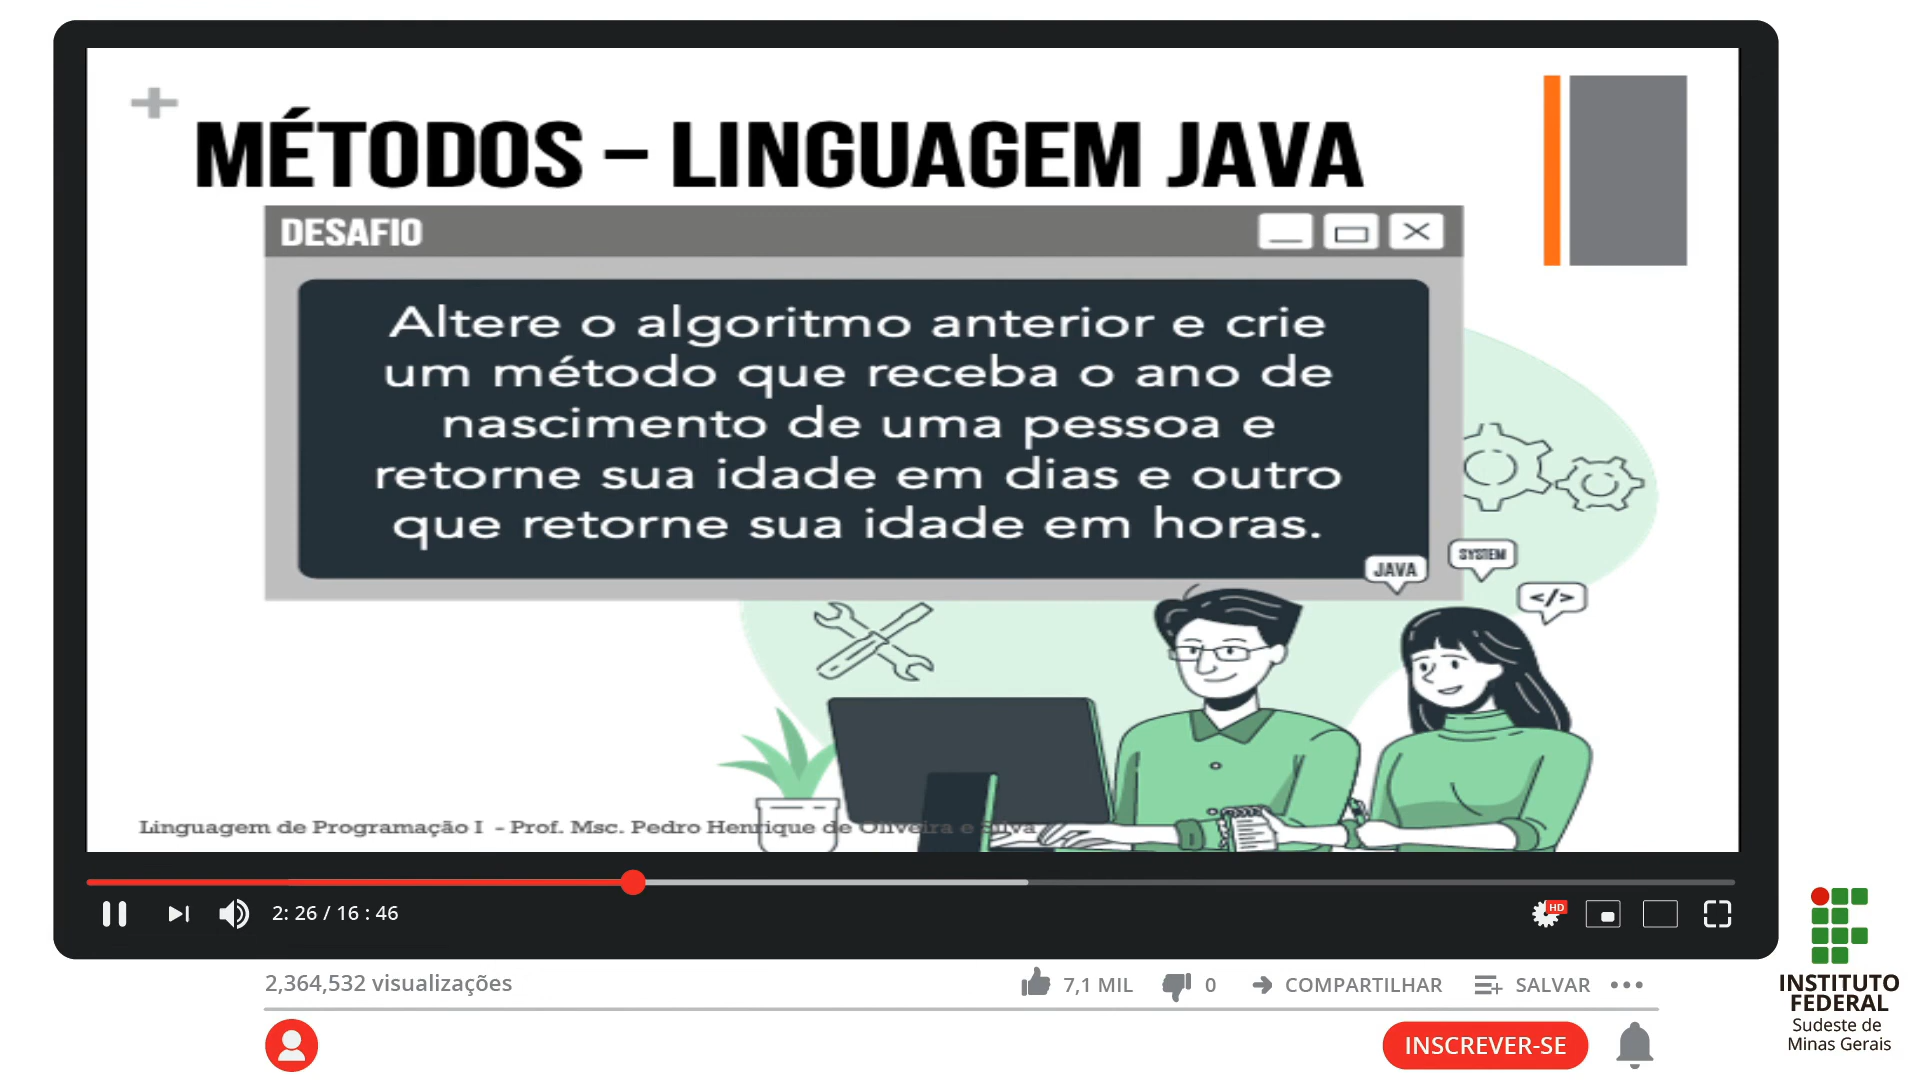 MÉTODOS – LINGUAGEM JAVA
DESAFIO
Altere o algoritmo anterior e crie
um método que receba o ano de
nascimento de uma pessoa e
retorne sua idade em dias e outro
que retorne sua idade em horas.
JAVA
SYSTEM
</>
Linguagem de Programação I - Prof. Msc. Pedro Henrique de Oliveira e Silva
2: 26 / 16 : 46
HD
2,364,532 visualizações
7,1 MIL
0
COMPARTILHAR
SALVAR
INSCREVER-SE
INSTITUTO
FEDERAL
Sudeste de
Minas Gerais